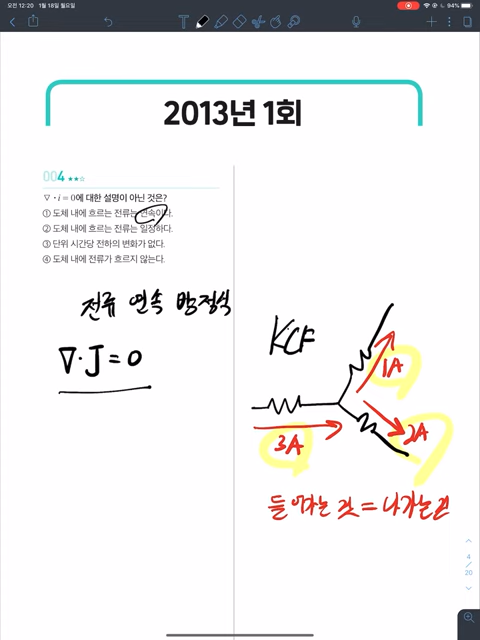 오전 12:20 1월 18일 월요일
94%
2013년 1회
004 ★★☆
∇・i = 0에 대한 설명이 아닌 것은?
① 도체 내에 흐르는 전류는 연속이다.
② 도체 내에 흐르는 전류는 일정하다.
③ 단위 시간당 전하의 변화가 없다.
④ 도체 내에 전류가 흐르지 않는다.
전류 연속 방정식
∇・J = 0
KCF
1A
2A
3A
들어가는 것 = 나가는 것
4
/
20